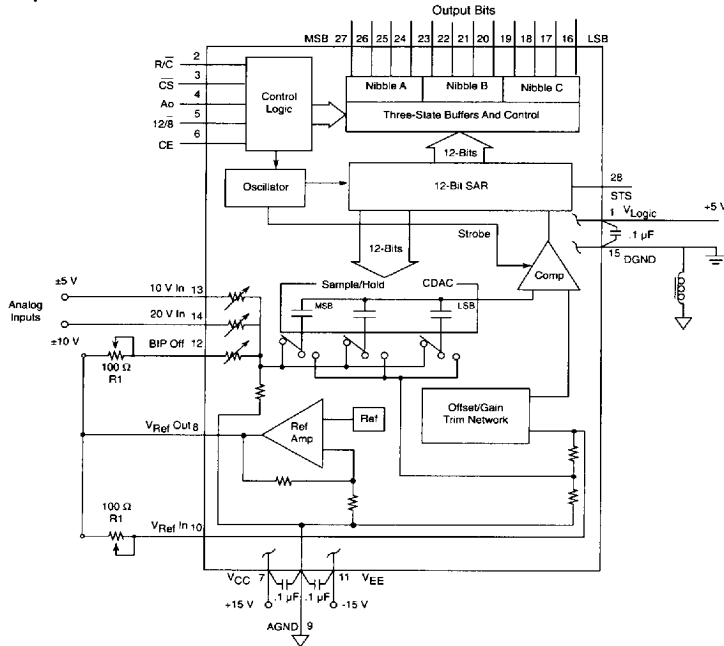 Output Bits
MSB 27 26 25 24 23 22 21 20 19 18 17 16 LSB
R/C̅ 2
C̅S̅ 3
Ao 4
12/8̅ 5
CE 6
Control Logic
Nibble A Nibble B Nibble C
Three-State Buffers And Control
12-Bits
Oscillator
12-Bit SAR
28
STS
1 VLogic +5 V
.1 µF
15 DGND
12-Bits
Strobe
Comp
±5 V
10 V In 13
Analog Inputs
20 V In 14
±10 V
BIP Off 12
100 Ω
R1
Sample/Hold CDAC
MSB LSB
Offset/Gain Trim Network
VRef Out 8
Ref Amp
Ref
100 Ω
R1
VRef In 10
VCC 7 11 VEE
.1 µF .1 µF
+15 V -15 V
AGND 9